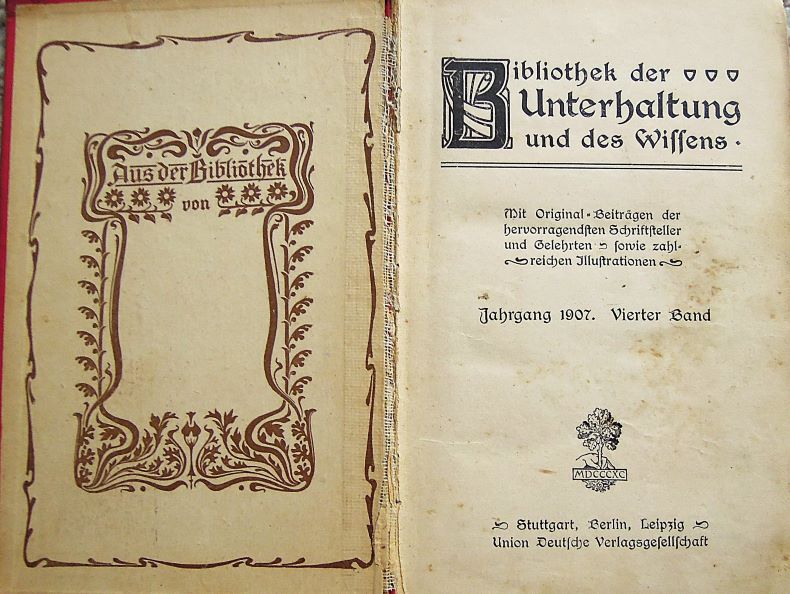 Aus der Bibliothek
von
Bibliothek der
Unterhaltung
und des Wiſſens.
Mit Original-Beiträgen der
hervorragendſten Schriftſteller
und Gelehrten – ſowie zahl-
reichen Illuſtrationen
Jahrgang 1907. Vierter Band
MDCCCXC
Stuttgart, Berlin, Leipzig
Union Deutſche Verlagsgeſellſchaft